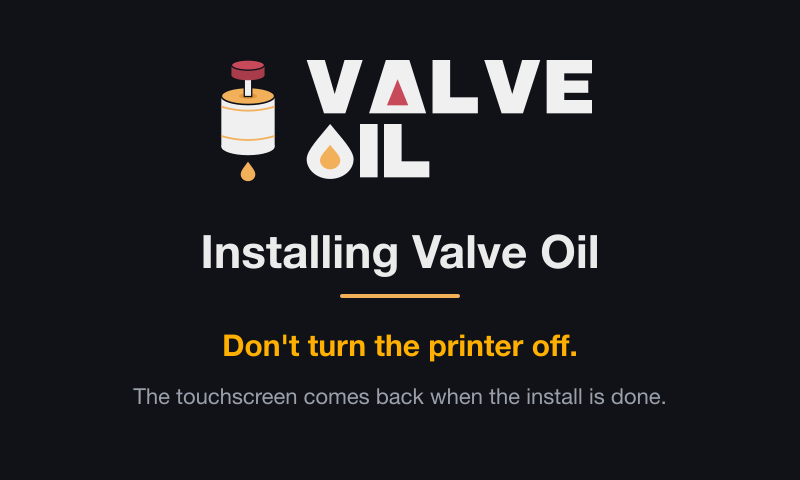 VALVE
OIL
Installing Valve Oil
Don't turn the printer off.
The touchscreen comes back when the install is done.